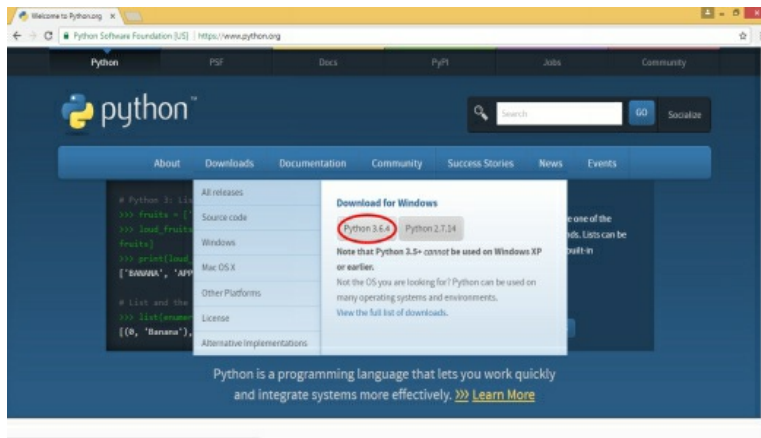 Welcome to Python.org
Python Software Foundation [US] https://www.python.org
Python PSF Docs PyPI Jobs Community
python™
Search
GO
Socialize
About Downloads Documentation Community Success Stories News Events
# Python 3: Lis
>>> fruits = ['
>>> loud_fruits
fruits]
>>> print(loud_
['BANANA', 'APP
# List and the
>>> list(enumer
[(0, 'Banana'),
All releases
Source code
Windows
Mac OS X
Other Platforms
License
Alternative Implementations
Download for Windows
Python 3.6.4 Python 2.7.14
Note that Python 3.5+ cannot be used on Windows XP
or earlier.
Not the OS you are looking for? Python can be used on
many operating systems and environments.
View the full list of downloads.
e one of the
ds. Lists can be
built-in
Python is a programming language that lets you work quickly
and integrate systems more effectively. >>> Learn More